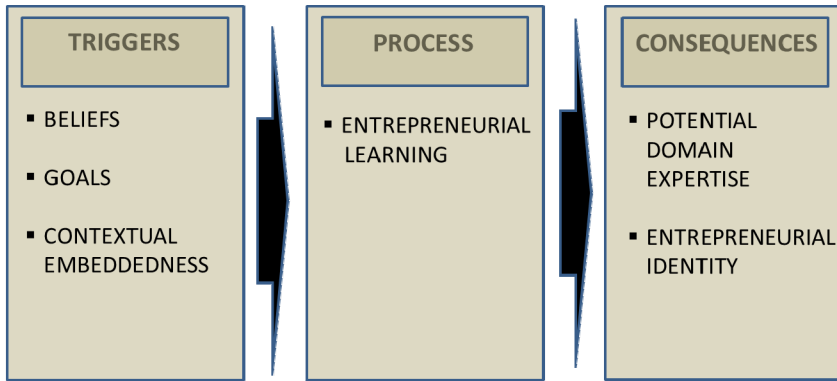 TRIGGERS
▪ BELIEFS
▪ GOALS
▪ CONTEXTUAL
EMBEDDEDNESS
PROCESS
▪ ENTREPRENEURIAL
LEARNING
CONSEQUENCES
▪ POTENTIAL
DOMAIN
EXPERTISE
▪ ENTREPRENEURIAL
IDENTITY